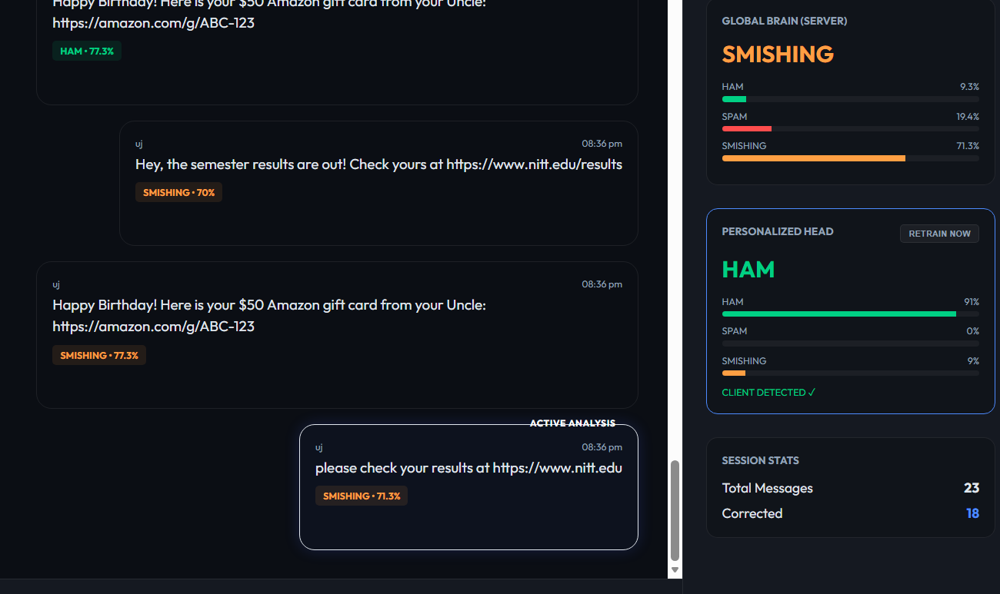 Happy Birthday! Here is your $50 Amazon gift card from your Uncle:
https://amazon.com/g/ABC-123
HAM • 77.3%
uj 08:36 pm
Hey, the semester results are out! Check yours at https://www.nitt.edu/results
SMISHING • 70%
uj 08:36 pm
Happy Birthday! Here is your $50 Amazon gift card from your Uncle:
https://amazon.com/g/ABC-123
SMISHING • 77.3%
ACTIVE ANALYSIS
uj 08:36 pm
please check your results at https://www.nitt.edu
SMISHING • 71.3%
GLOBAL BRAIN (SERVER)
SMISHING
HAM 9.3%
SPAM 19.4%
SMISHING 71.3%
PERSONALIZED HEAD RETRAIN NOW
HAM
HAM 91%
SPAM 0%
SMISHING 9%
CLIENT DETECTED ✓
SESSION STATS
Total Messages 23
Corrected 18